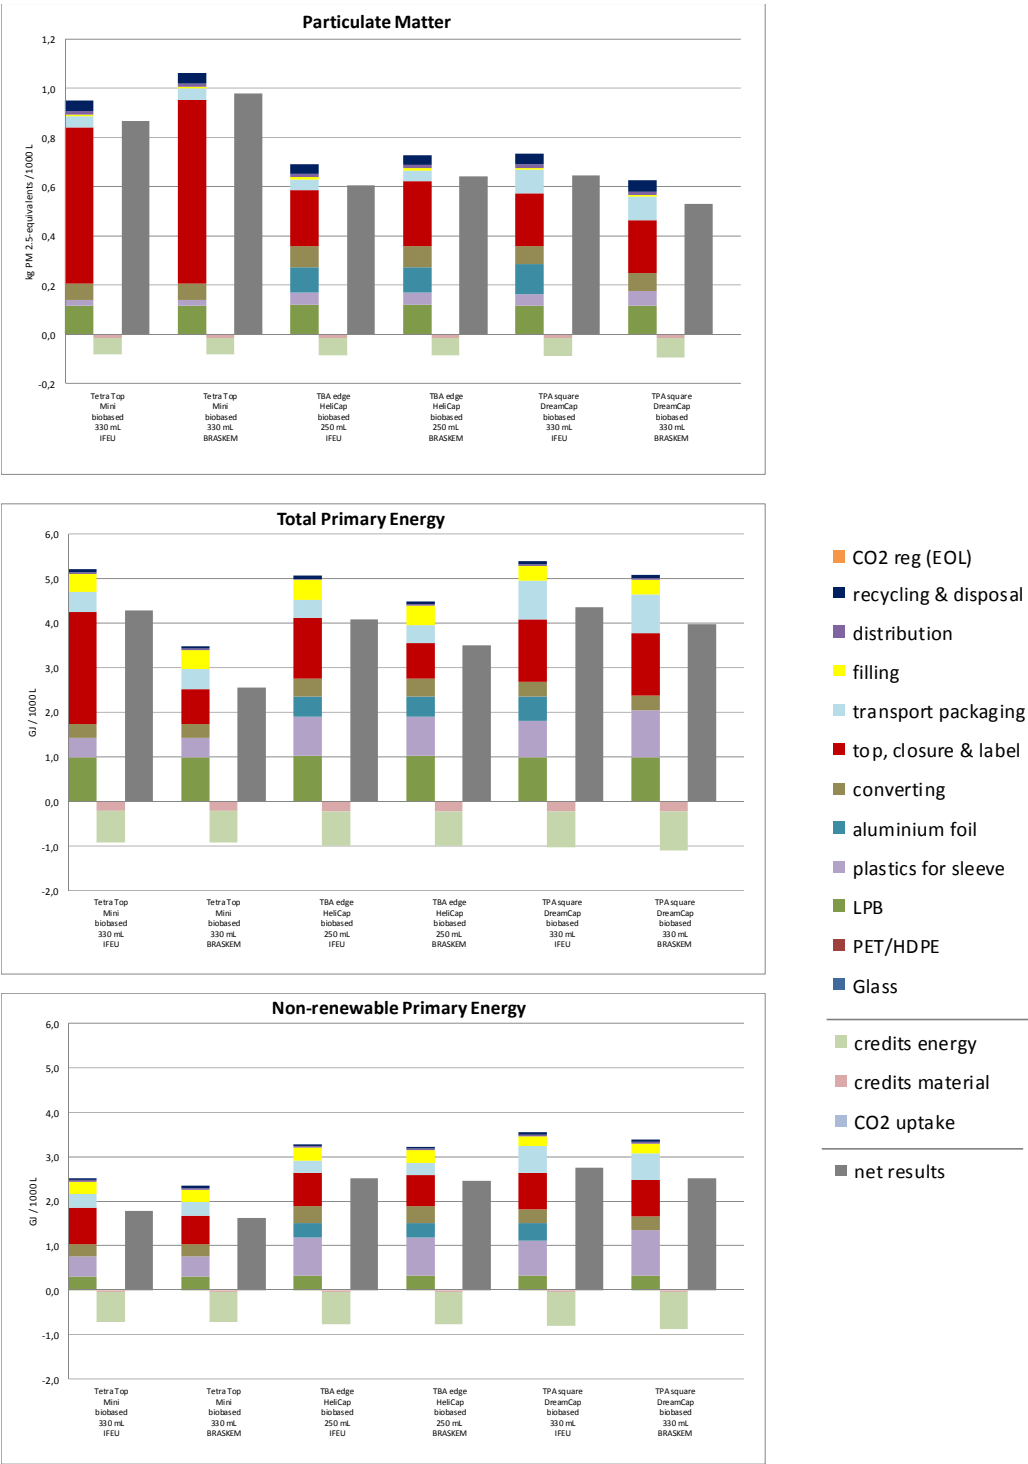 Particulate Matter
kg PM 2.5-equivalents /1000 L
1,2
1,0
0,8
0,6
0,4
0,2
0,0
-0,2
Tetra Top
Mini
biobased
330 mL
IFEU
Tetra Top
Mini
biobased
330 mL
BRASKEM
TBA edge
HeliCap
biobased
250 mL
IFEU
TBA edge
HeliCap
biobased
250 mL
BRASKEM
TPA square
DreamCap
biobased
330 mL
IFEU
TPA square
DreamCap
biobased
330 mL
BRASKEM
Total Primary Energy
GJ / 1000 L
6,0
5,0
4,0
3,0
2,0
1,0
0,0
-1,0
-2,0
Tetra Top
Mini
biobased
330 mL
IFEU
Tetra Top
Mini
biobased
330 mL
BRASKEM
TBA edge
HeliCap
biobased
250 mL
IFEU
TBA edge
HeliCap
biobased
250 mL
BRASKEM
TPA square
DreamCap
biobased
330 mL
IFEU
TPA square
DreamCap
biobased
330 mL
BRASKEM
Non-renewable Primary Energy
GJ / 1000 L
6,0
5,0
4,0
3,0
2,0
1,0
0,0
-1,0
-2,0
Tetra Top
Mini
biobased
330 mL
IFEU
Tetra Top
Mini
biobased
330 mL
BRASKEM
TBA edge
HeliCap
biobased
250 mL
IFEU
TBA edge
HeliCap
biobased
250 mL
BRASKEM
TPA square
DreamCap
biobased
330 mL
IFEU
TPA square
DreamCap
biobased
330 mL
BRASKEM
CO2 reg (EOL)
recycling & disposal
distribution
filling
transport packaging
top, closure & label
converting
aluminium foil
plastics for sleeve
LPB
PET/HDPE
Glass
credits energy
credits material
CO2 uptake
net results